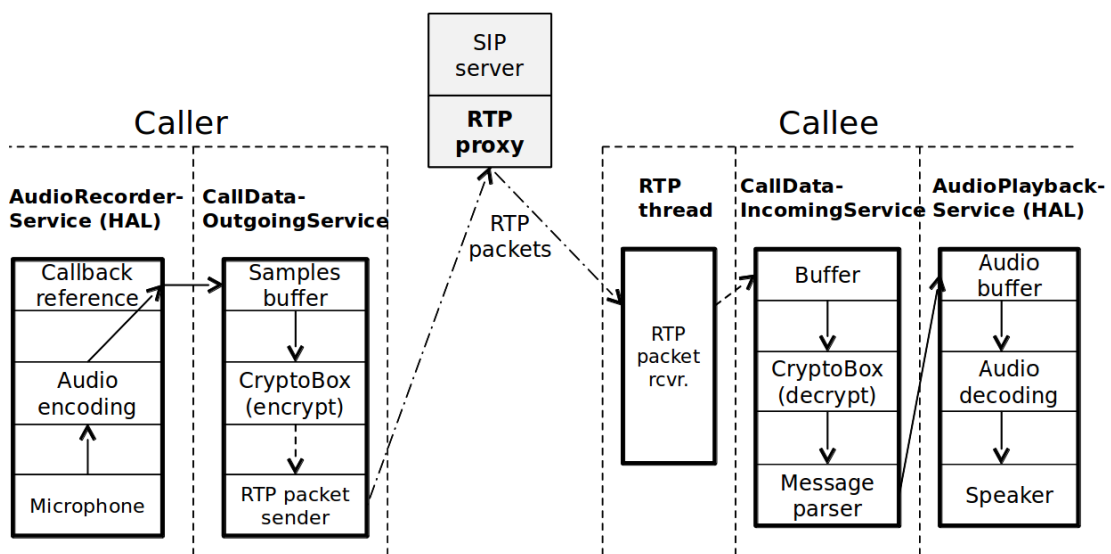 SIP
server
RTP
proxy
Caller
Callee
AudioRecorder-
Service (HAL)
CallData-
OutgoingService
RTP
packets
RTP
thread
CallData-
IncomingService
AudioPlayback-
Service (HAL)
Callback
reference
Audio
encoding
Microphone
Samples
buffer
CryptoBox
(encrypt)
RTP packet
sender
RTP
packet
rcvr.
Buffer
CryptoBox
(decrypt)
Message
parser
Audio
buffer
Audio
decoding
Speaker